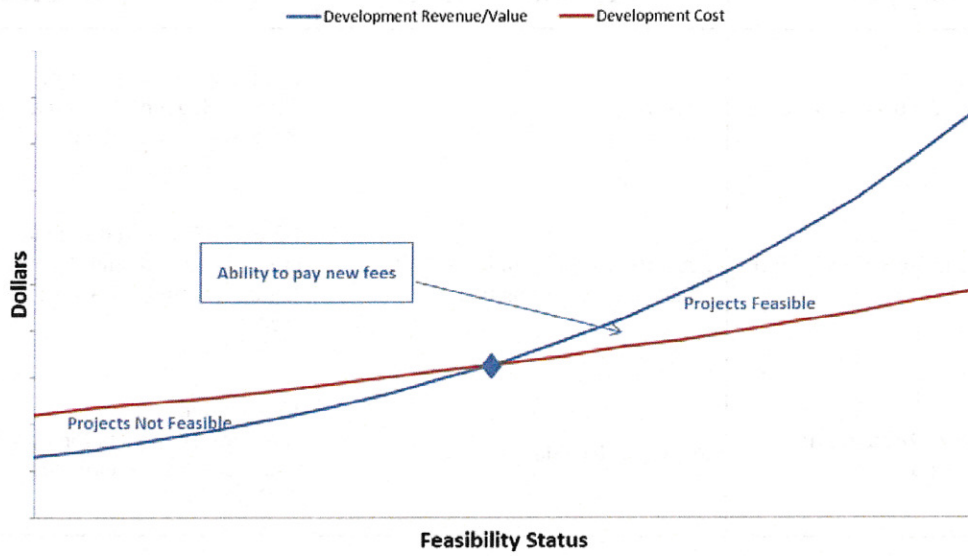 Development Revenue/Value
Development Cost
Dollars
Ability to pay new fees
Projects Feasible
Projects Not Feasible
Feasibility Status